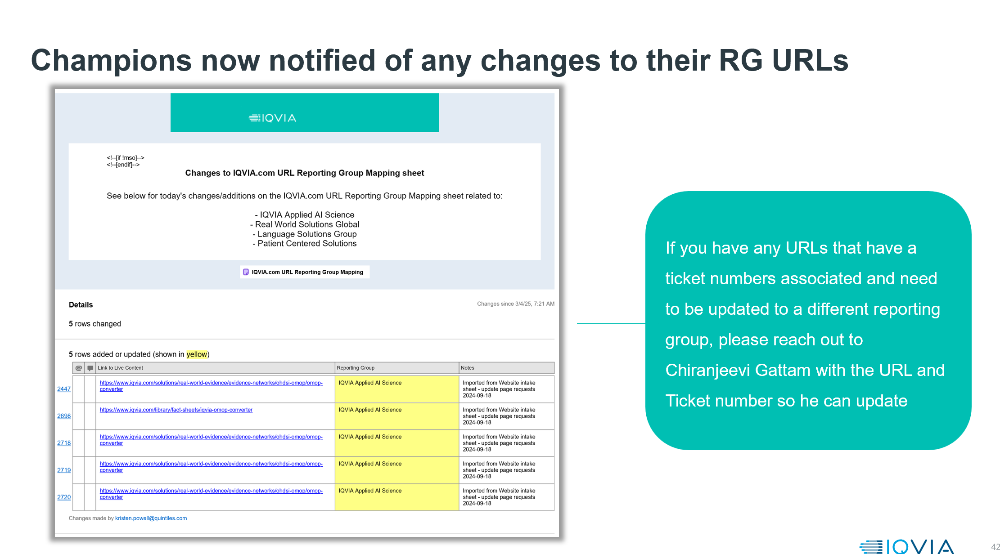 Champions now notified of any changes to their RG URLs
IQVIA
<!--[if !mso]-->
<!--[endif]-->
Changes to IQVIA.com URL Reporting Group Mapping sheet
See below for today's changes/additions on the IQVIA.com URL Reporting Group Mapping sheet related to:
- IQVIA Applied AI Science
- Real World Solutions Global
- Language Solutions Group
- Patient Centered Solutions
IQVIA.com URL Reporting Group Mapping
Details
Changes since 3/4/25, 7:21 AM
5 rows changed
5 rows added or updated (shown in yellow)
Link to Live Content Reporting Group Notes
2447
https://www.iqvia.com/solutions/real-world-evidence/evidence-networks/ohdsi-omop/omop-
converter
IQVIA Applied AI Science
Imported from Website intake
sheet - update page requests
2024-09-18
2698
https://www.iqvia.com/library/fact-sheets/iqvia-omop-converter
IQVIA Applied AI Science
Imported from Website intake
sheet - update page requests
2024-09-18
2718
https://www.iqvia.com/solutions/real-world-evidence/evidence-networks/ohdsi-omop/omop-
converter
IQVIA Applied AI Science
Imported from Website intake
sheet - update page requests
2024-09-18
2719
https://www.iqvia.com/solutions/real-world-evidence/evidence-networks/ohdsi-omop/omop-
converter
IQVIA Applied AI Science
Imported from Website intake
sheet - update page requests
2024-09-18
2720
https://www.iqvia.com/solutions/real-world-evidence/evidence-networks/ohdsi-omop/omop-
converter
IQVIA Applied AI Science
Imported from Website intake
sheet - update page requests
2024-09-18
Changes made by kristen.powell@quintiles.com
If you have any URLs that have a
ticket numbers associated and need
to be updated to a different reporting
group, please reach out to
Chiranjeevi Gattam with the URL and
Ticket number so he can update
IQVIA
42